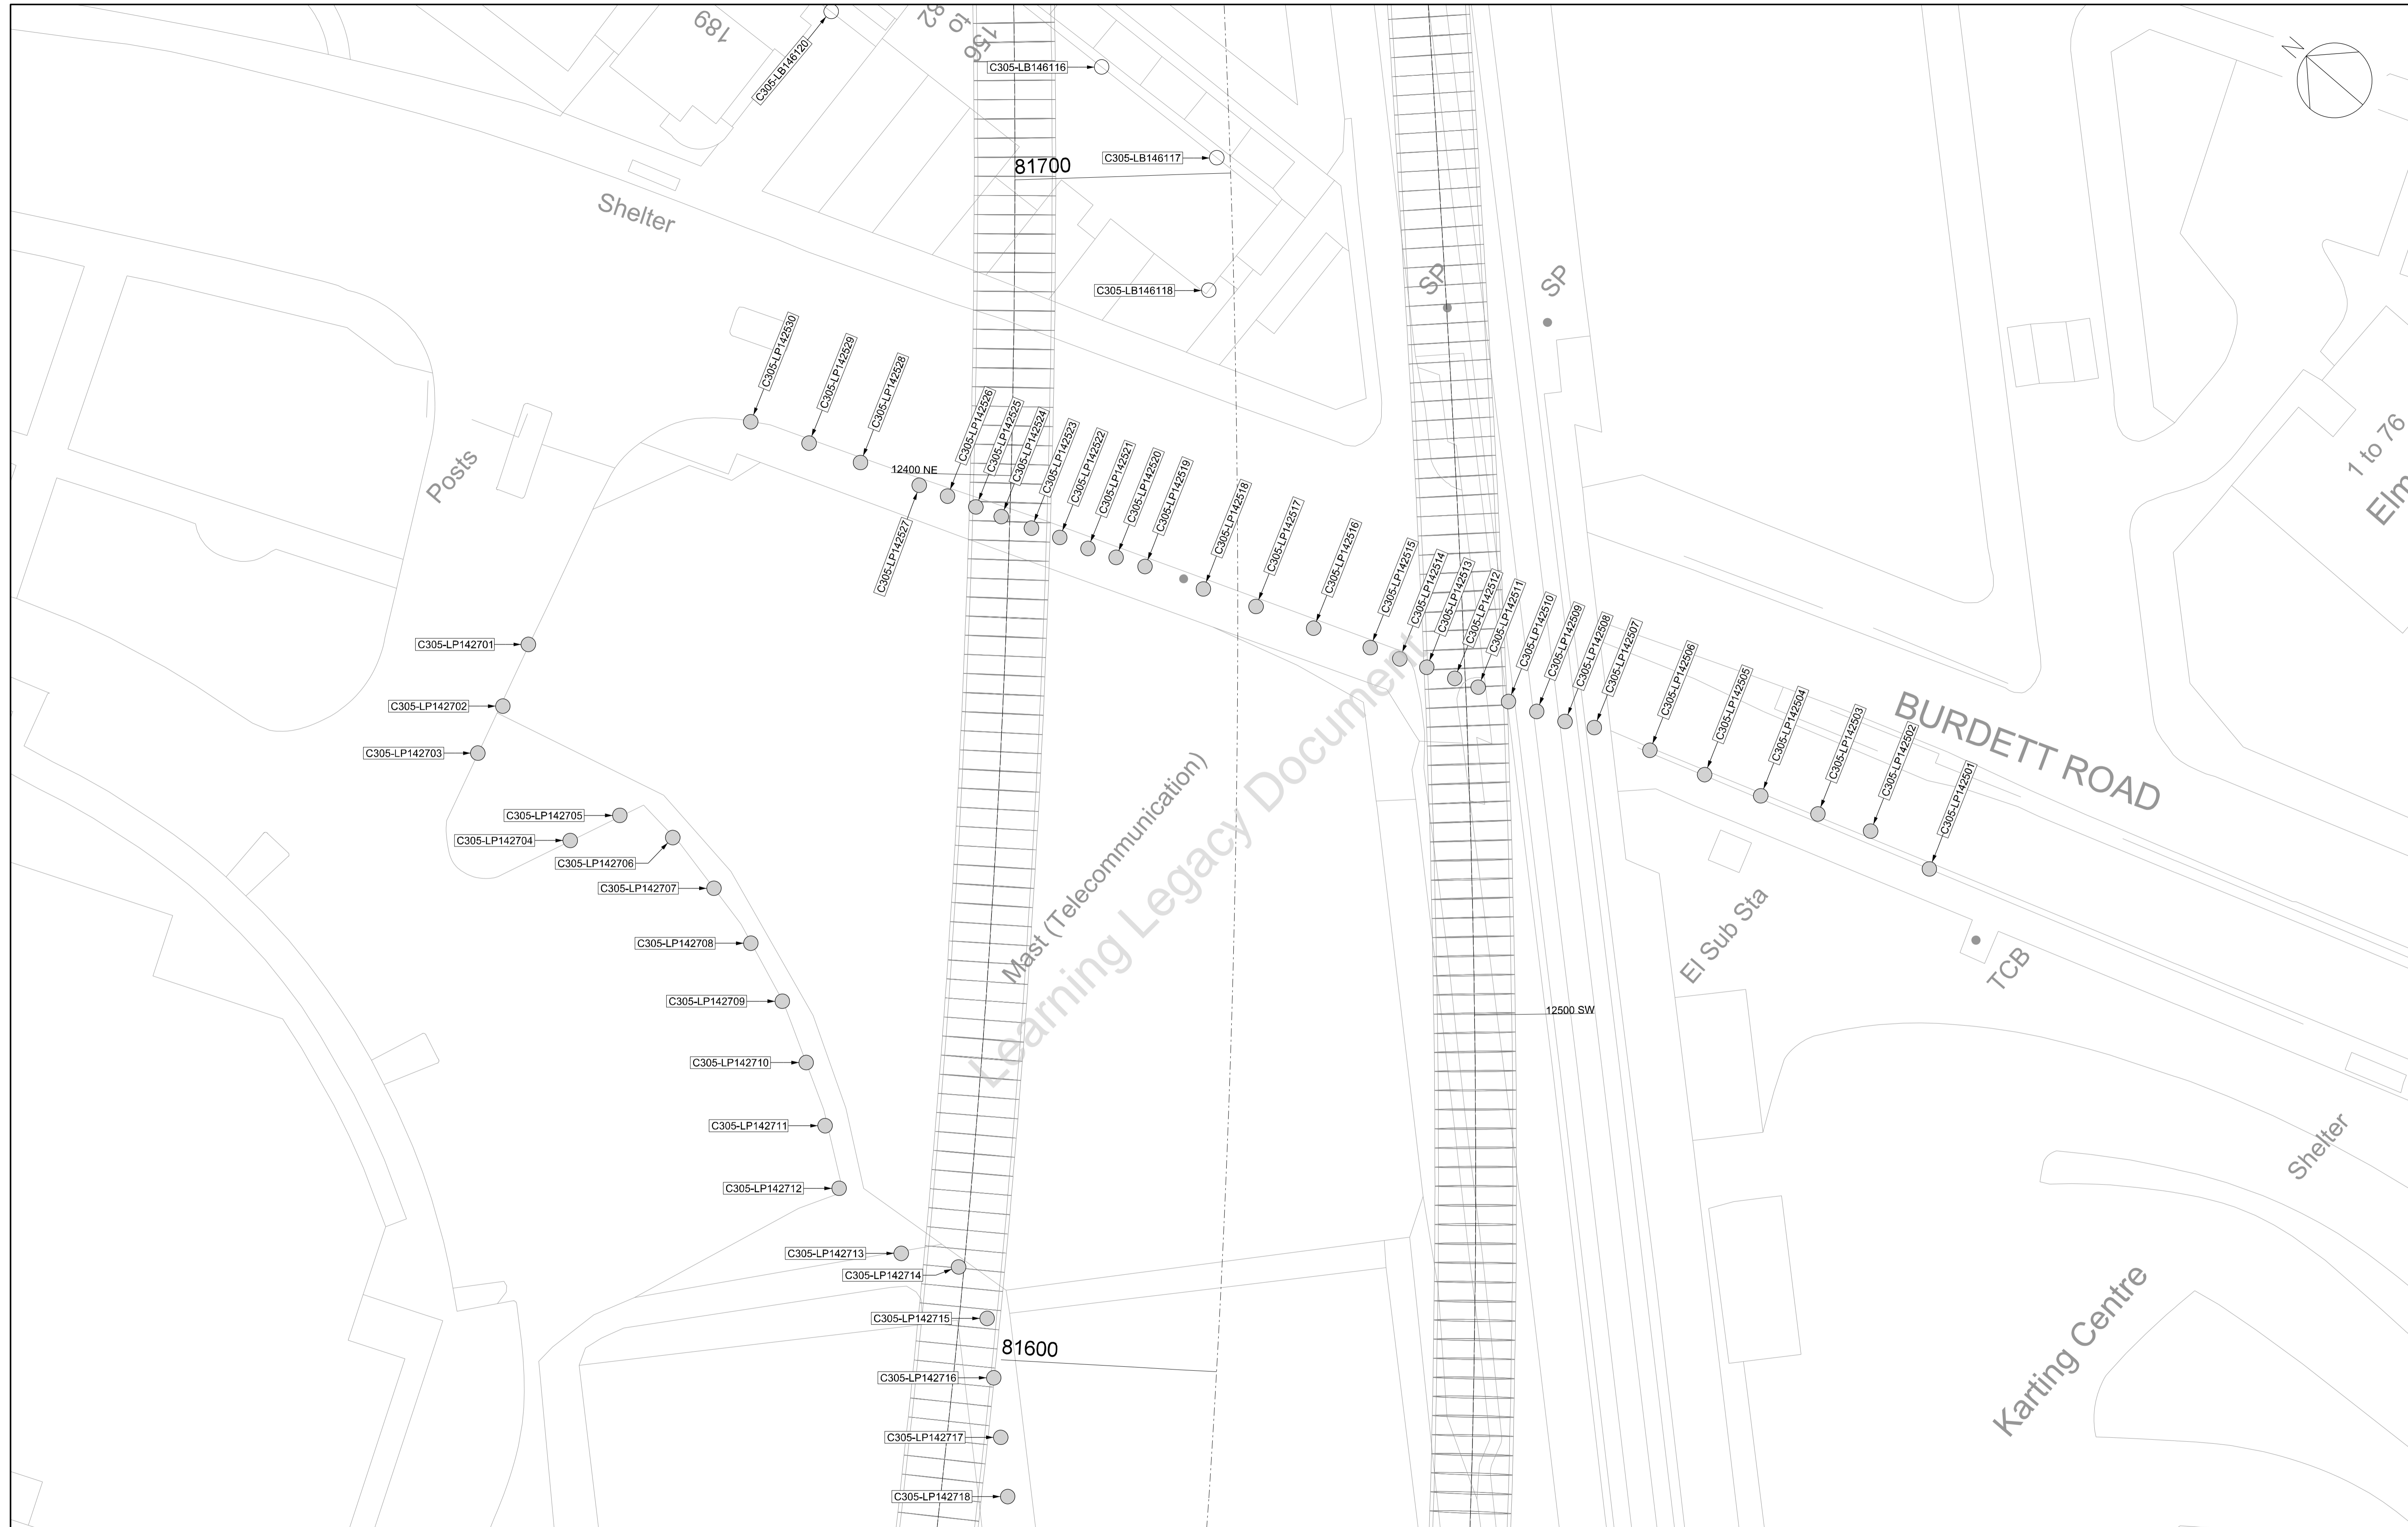 189
82
to
156
N
C305-LB146120
C305-LB146116
C305-LB146117
81700
Shelter
C305-LB146118
SP
SP
C305-LP142530
C305-LP142529
C305-LP142528
C305-LP142526
C305-LP142525
C305-LP142524
C305-LP142523
C305-LP142522
C305-LP142521
C305-LP142520
C305-LP142519
C305-LP142518
C305-LP142517
C305-LP142516
C305-LP142515
C305-LP142514
C305-LP142513
C305-LP142512
C305-LP142511
C305-LP142510
C305-LP142509
C305-LP142508
C305-LP142507
C305-LP142506
C305-LP142505
C305-LP142504
C305-LP142503
C305-LP142502
C305-LP142501
12400 NE
C305-LP142527
Posts
1 to 76
Elm
BURDETT ROAD
C305-LP142701
C305-LP142702
C305-LP142703
C305-LP142705
C305-LP142704
C305-LP142706
C305-LP142707
C305-LP142708
C305-LP142709
C305-LP142710
C305-LP142711
C305-LP142712
C305-LP142713
C305-LP142714
C305-LP142715
C305-LP142716
C305-LP142717
C305-LP142718
Mast (Telecommunication)
Learning Legacy Document
El Sub Sta
TCB
12500 SW
Shelter
81600
Karting Centre